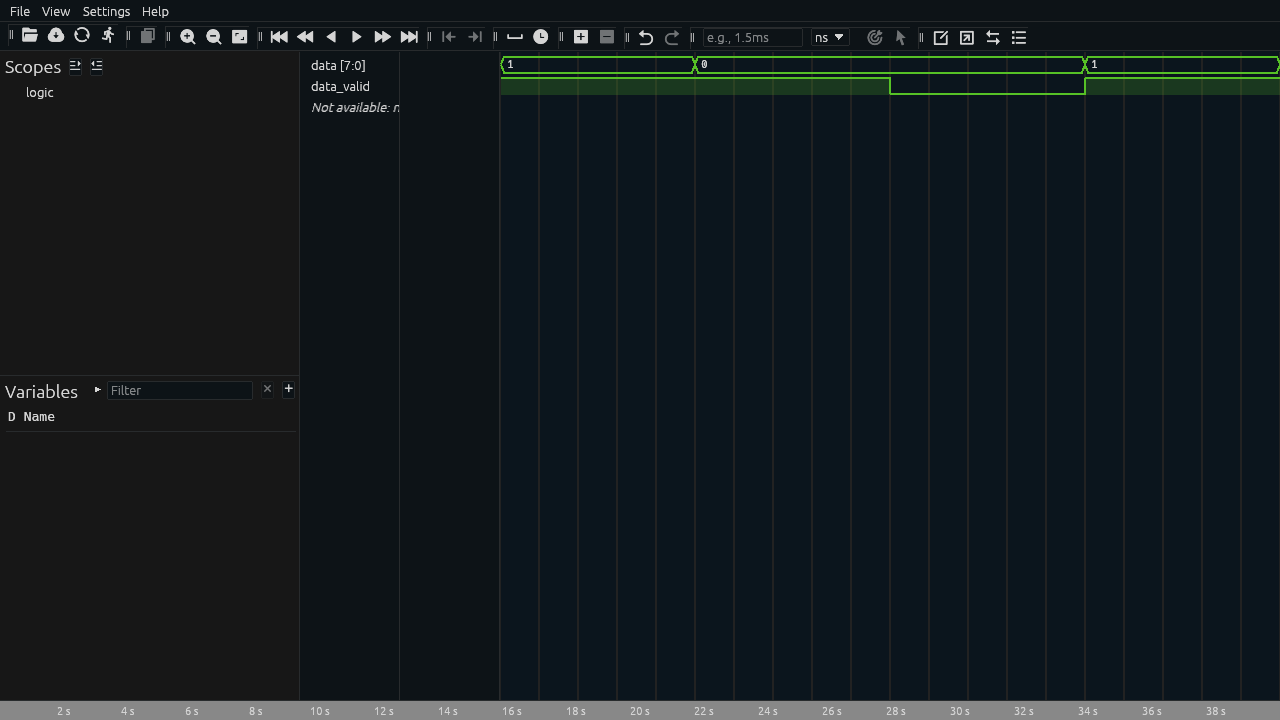 File View Settings Help
e.g., 1.5ms ns
Scopes
logic
data [7:0]
data_valid
Not available: r
1 0 1
Variables Filter
D Name
2 s 4 s 6 s 8 s 10 s 12 s 14 s 16 s 18 s 20 s 22 s 24 s 26 s 28 s 30 s 32 s 34 s 36 s 38 s